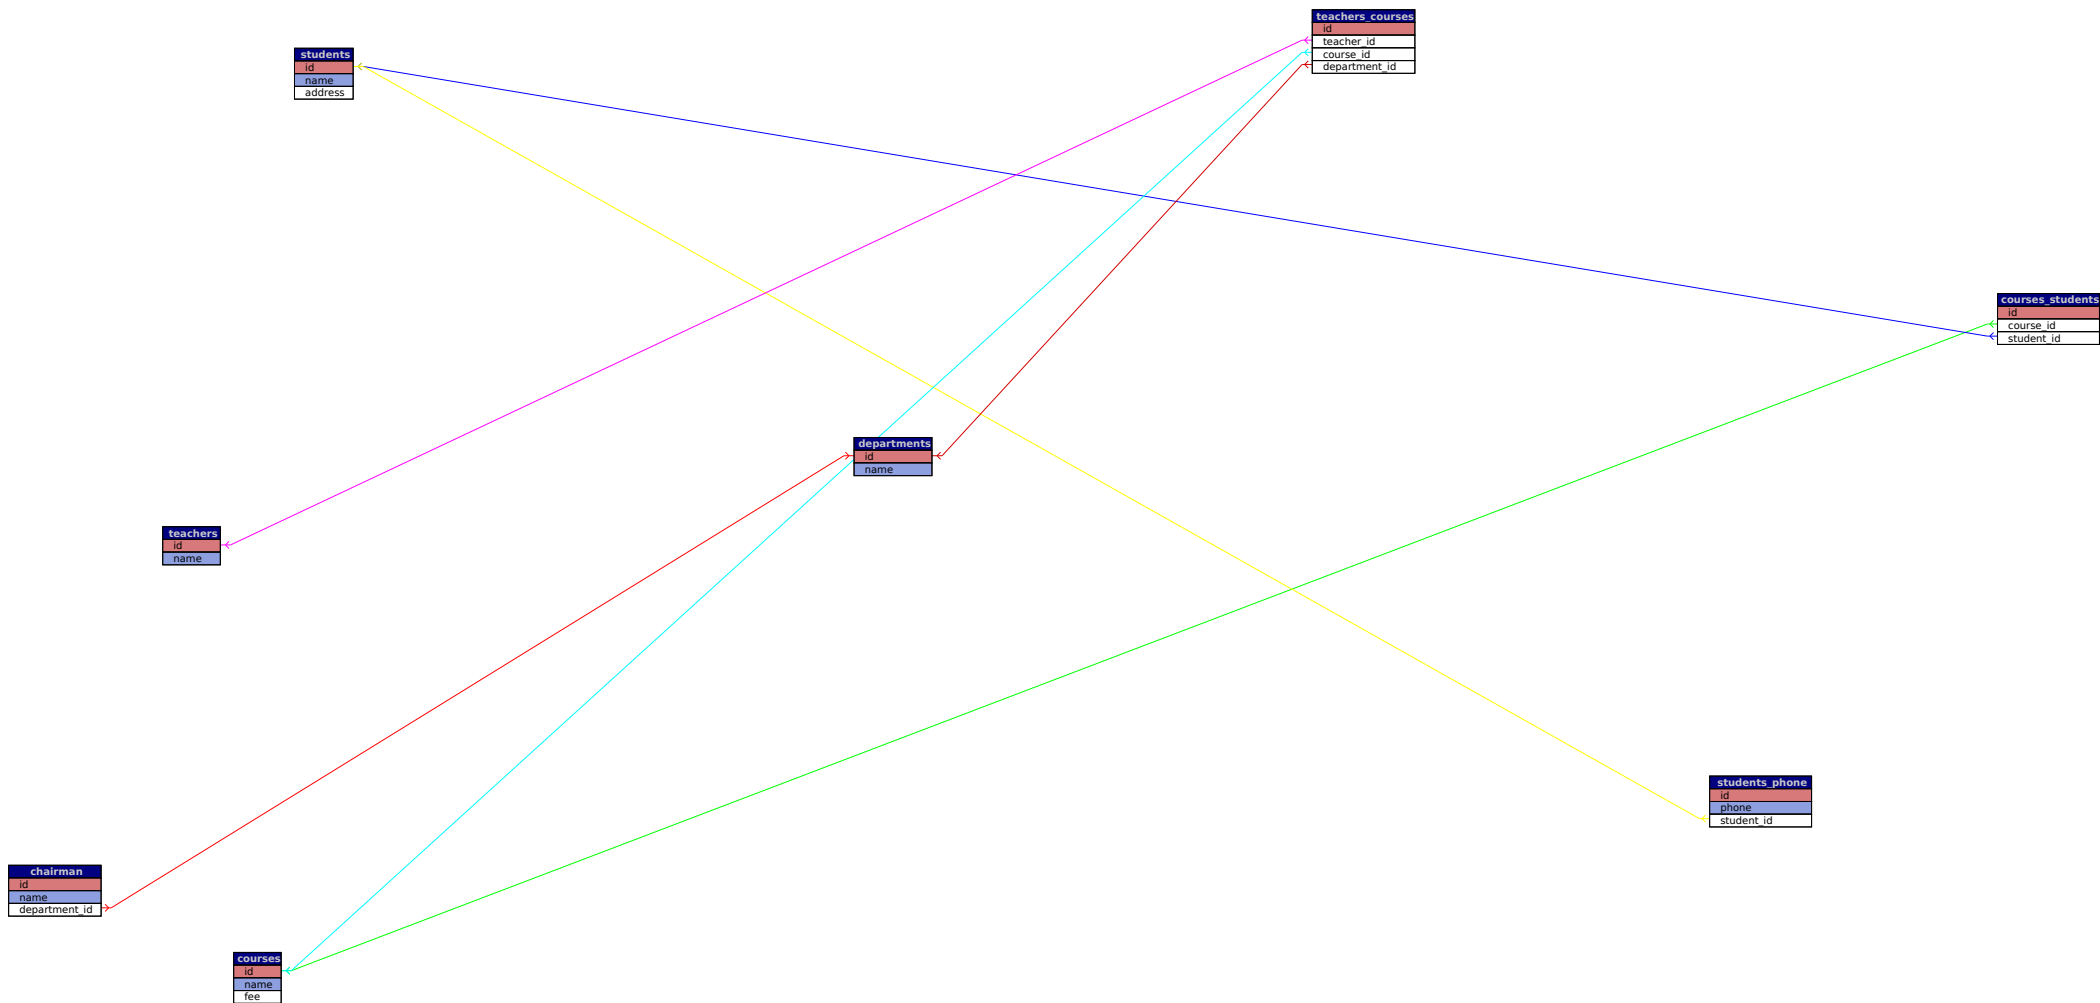 teachers_courses
id
teacher_id
course_id
department_id
students
id
name
address
courses_students
id
course_id
student_id
departments
id
name
teachers
id
name
students_phone
id
phone
student_id
chairman
id
name
department_id
courses
id
name
fee